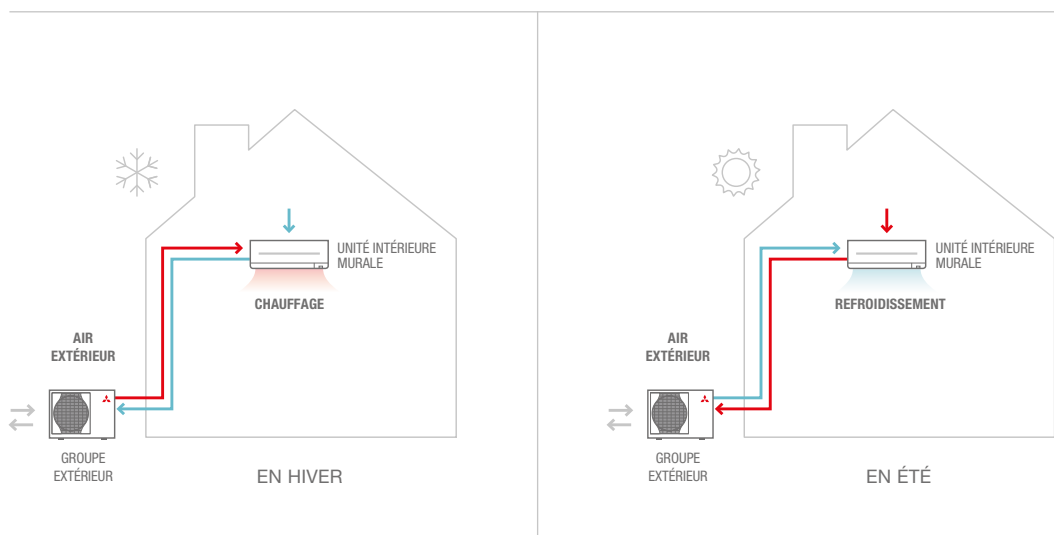 UNITÉ INTÉRIEURE
MURALE
CHAUFFAGE
AIR
EXTÉRIEUR
GROUPE
EXTÉRIEUR
EN HIVER
UNITÉ INTÉRIEURE
MURALE
REFROIDISSEMENT
AIR
EXTÉRIEUR
GROUPE
EXTÉRIEUR
EN ÉTÉ